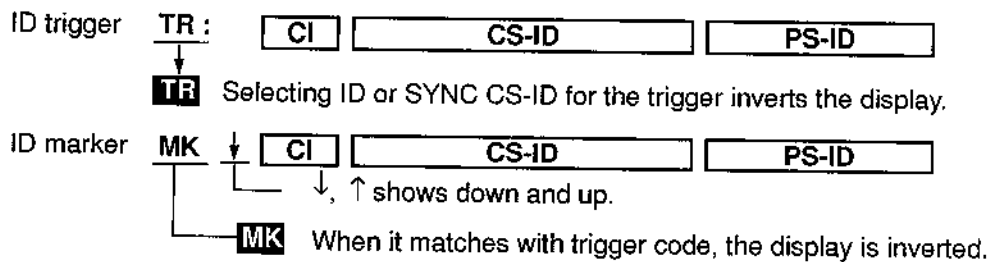 ID trigger TR : CI CS-ID PS-ID
TR Selecting ID or SYNC CS-ID for the trigger inverts the display.
ID marker MK ↓ CI CS-ID PS-ID
↓, ↑ shows down and up.
MK When it matches with trigger code, the display is inverted.